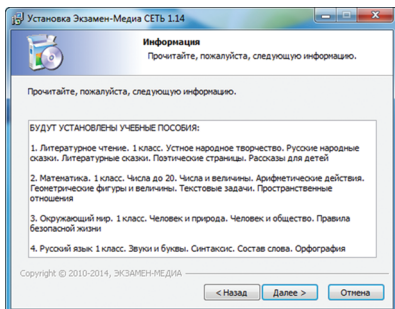 Установка Экзамен-Медиа СЕТЬ 1.14
Информация
Прочитайте, пожалуйста, следующую информацию.
Прочитайте, пожалуйста, следующую информацию.
БУДУТ УСТАНОВЛЕНЫ УЧЕБНЫЕ ПОСОБИЯ:
1. Литературное чтение. 1 класс. Устное народное творчество. Русские народные
сказки. Литературные сказки. Поэтические страницы. Рассказы для детей
2. Математика. 1 класс. Числа до 20. Числа и величины. Арифметические действия.
Геометрические фигуры и величины. Текстовые задачи. Пространственные
отношения
3. Окружающий мир. 1 класс. Человек и природа. Человек и общество. Правила
безопасной жизни
4. Русский язык 1 класс. Звуки и буквы. Синтаксис. Состав слова. Орфография
Copyright © 2010-2014, ЭКЗАМЕН-МЕДИА
< Назад Далее > Отмена